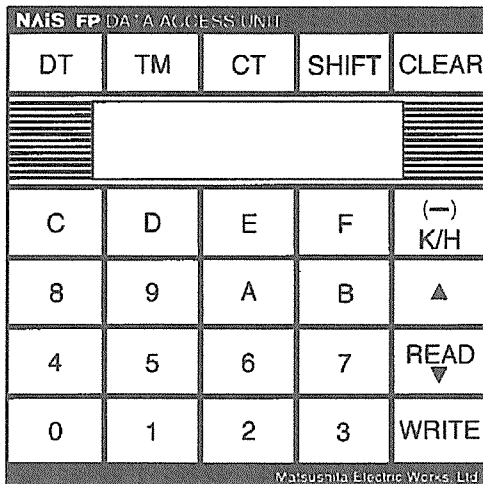 NAiS FP DATA ACCESS UNIT
DT TM CT SHIFT CLEAR
C D E F (—) K/H
8 9 A B ▲
4 5 6 7 READ ▼
0 1 2 3 WRITE
Matsushita Electric Works, Ltd.